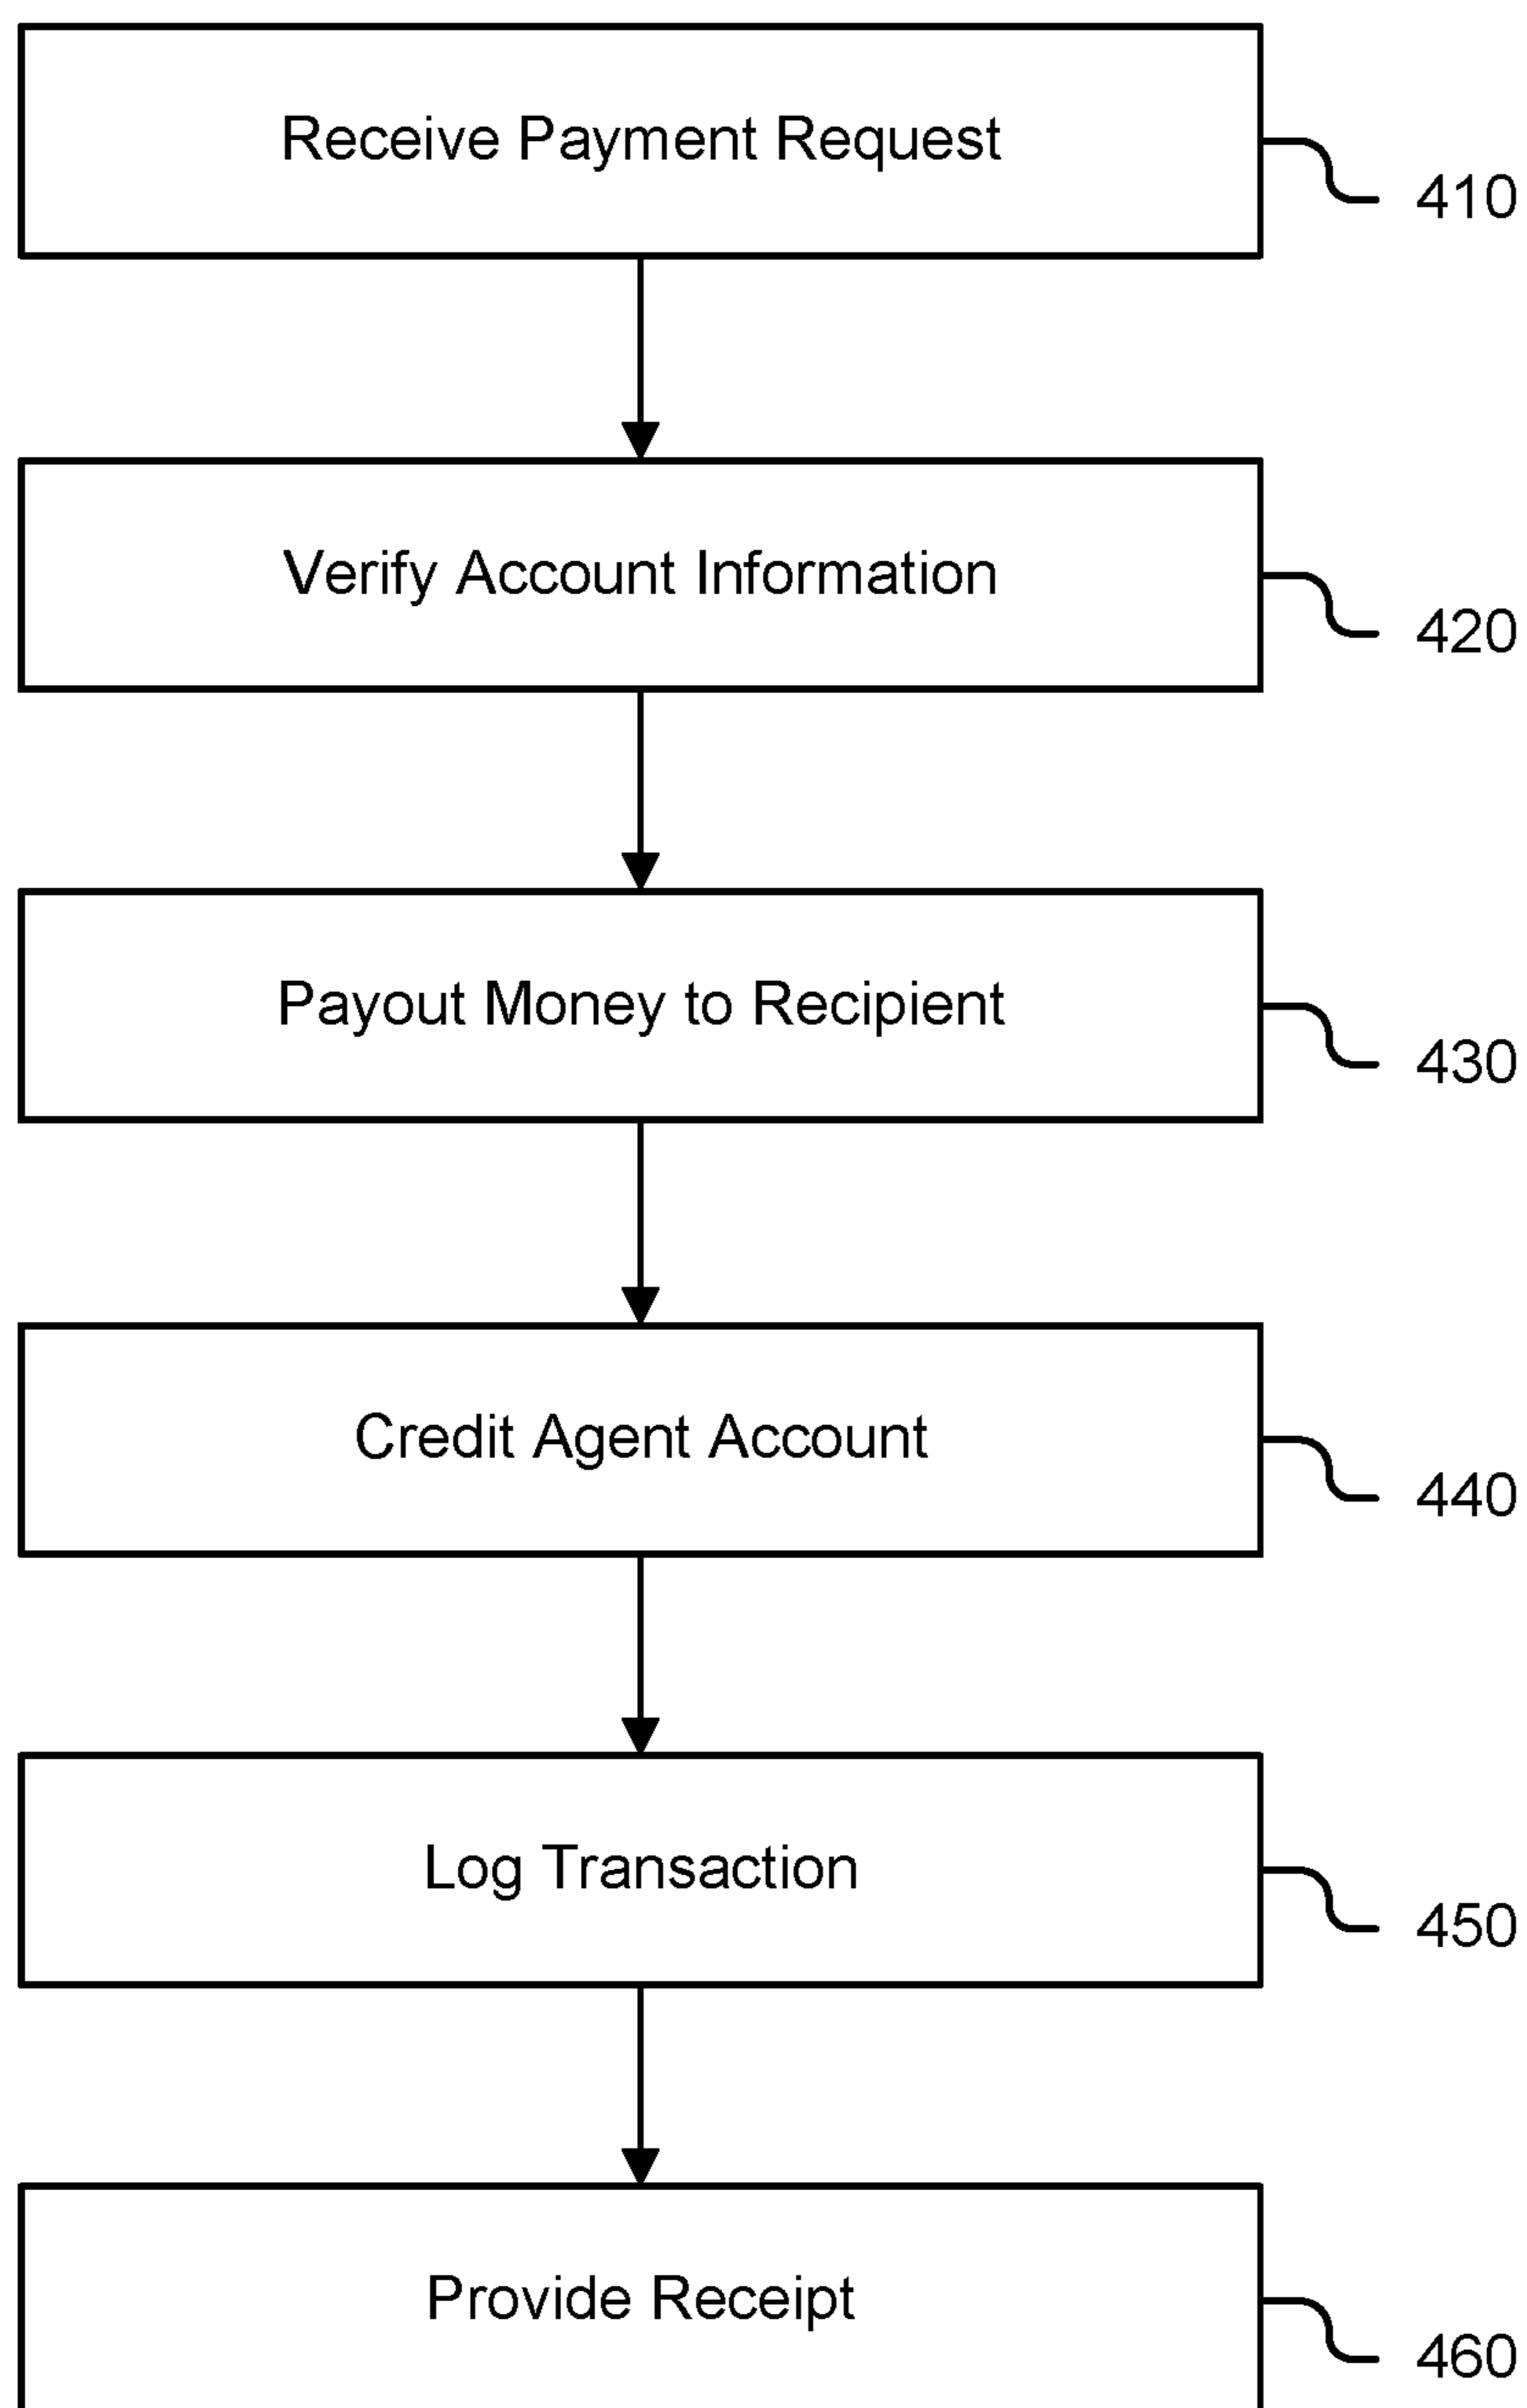 Receive Payment Request
410
Verify Account Information
420
Payout Money to Recipient
430
Credit Agent Account
440
Log Transaction
450
Provide Receipt
460